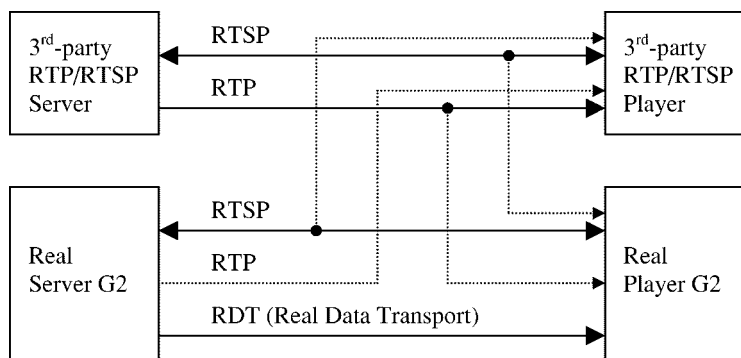 3rd-party
RTP/RTSP
Server
RTSP
RTP
3rd-party
RTP/RTSP
Player
Real
Server G2
RTSP
RTP
RDT (Real Data Transport)
Real
Player G2